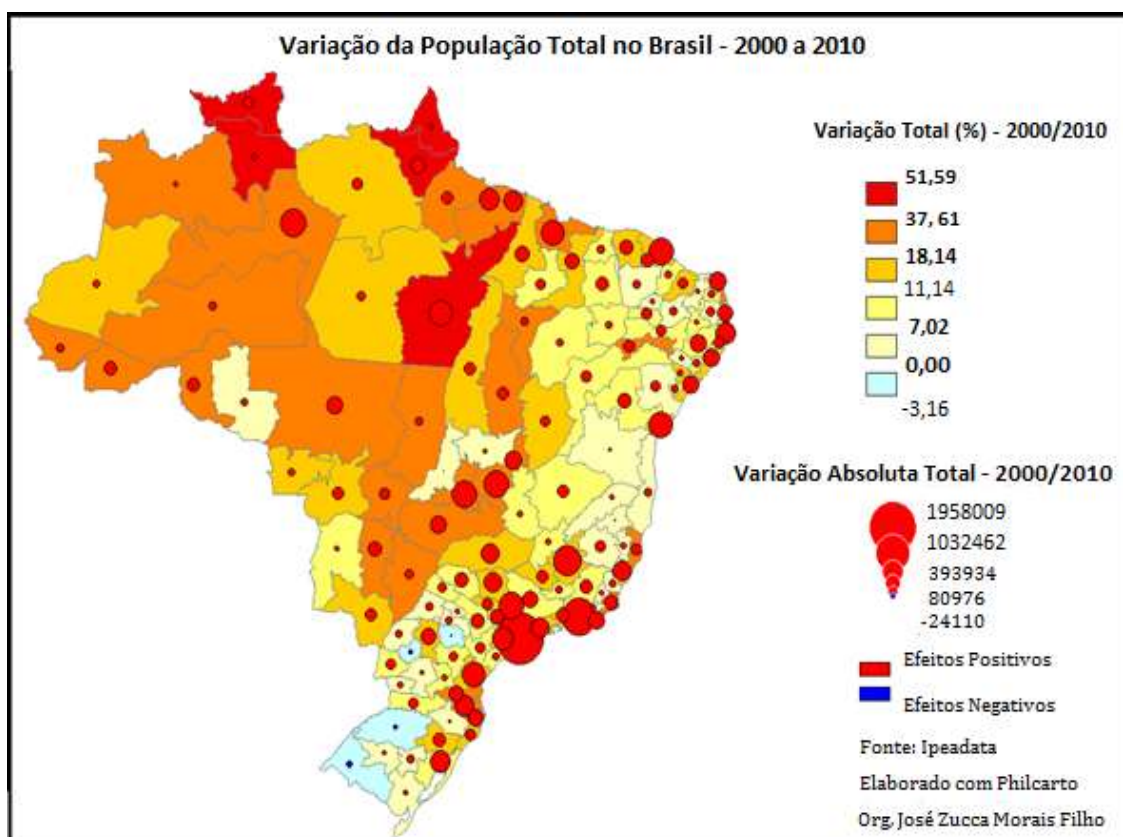 Variação da População Total no Brasil - 2000 a 2010
Variação Total (%) - 2000/2010
51,59
37, 61
18,14
11,14
7,02
0,00
-3,16
Variação Absoluta Total - 2000/2010
1958009
1032462
393934
80976
-24110
Efeitos Positivos
Efeitos Negativos
Fonte: Ipeadata
Elaborado com Philcarto
Org. José Zucca Morais Filho